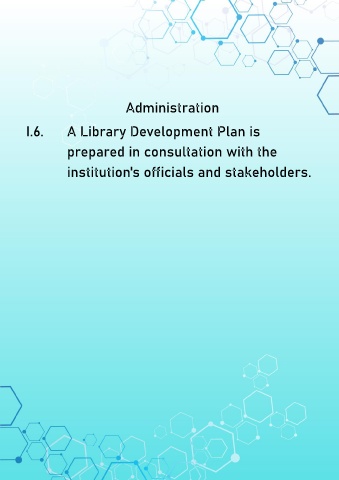 Administration
I.6. A Library Development Plan is
prepared in consultation with the
institution's officials and stakeholders.